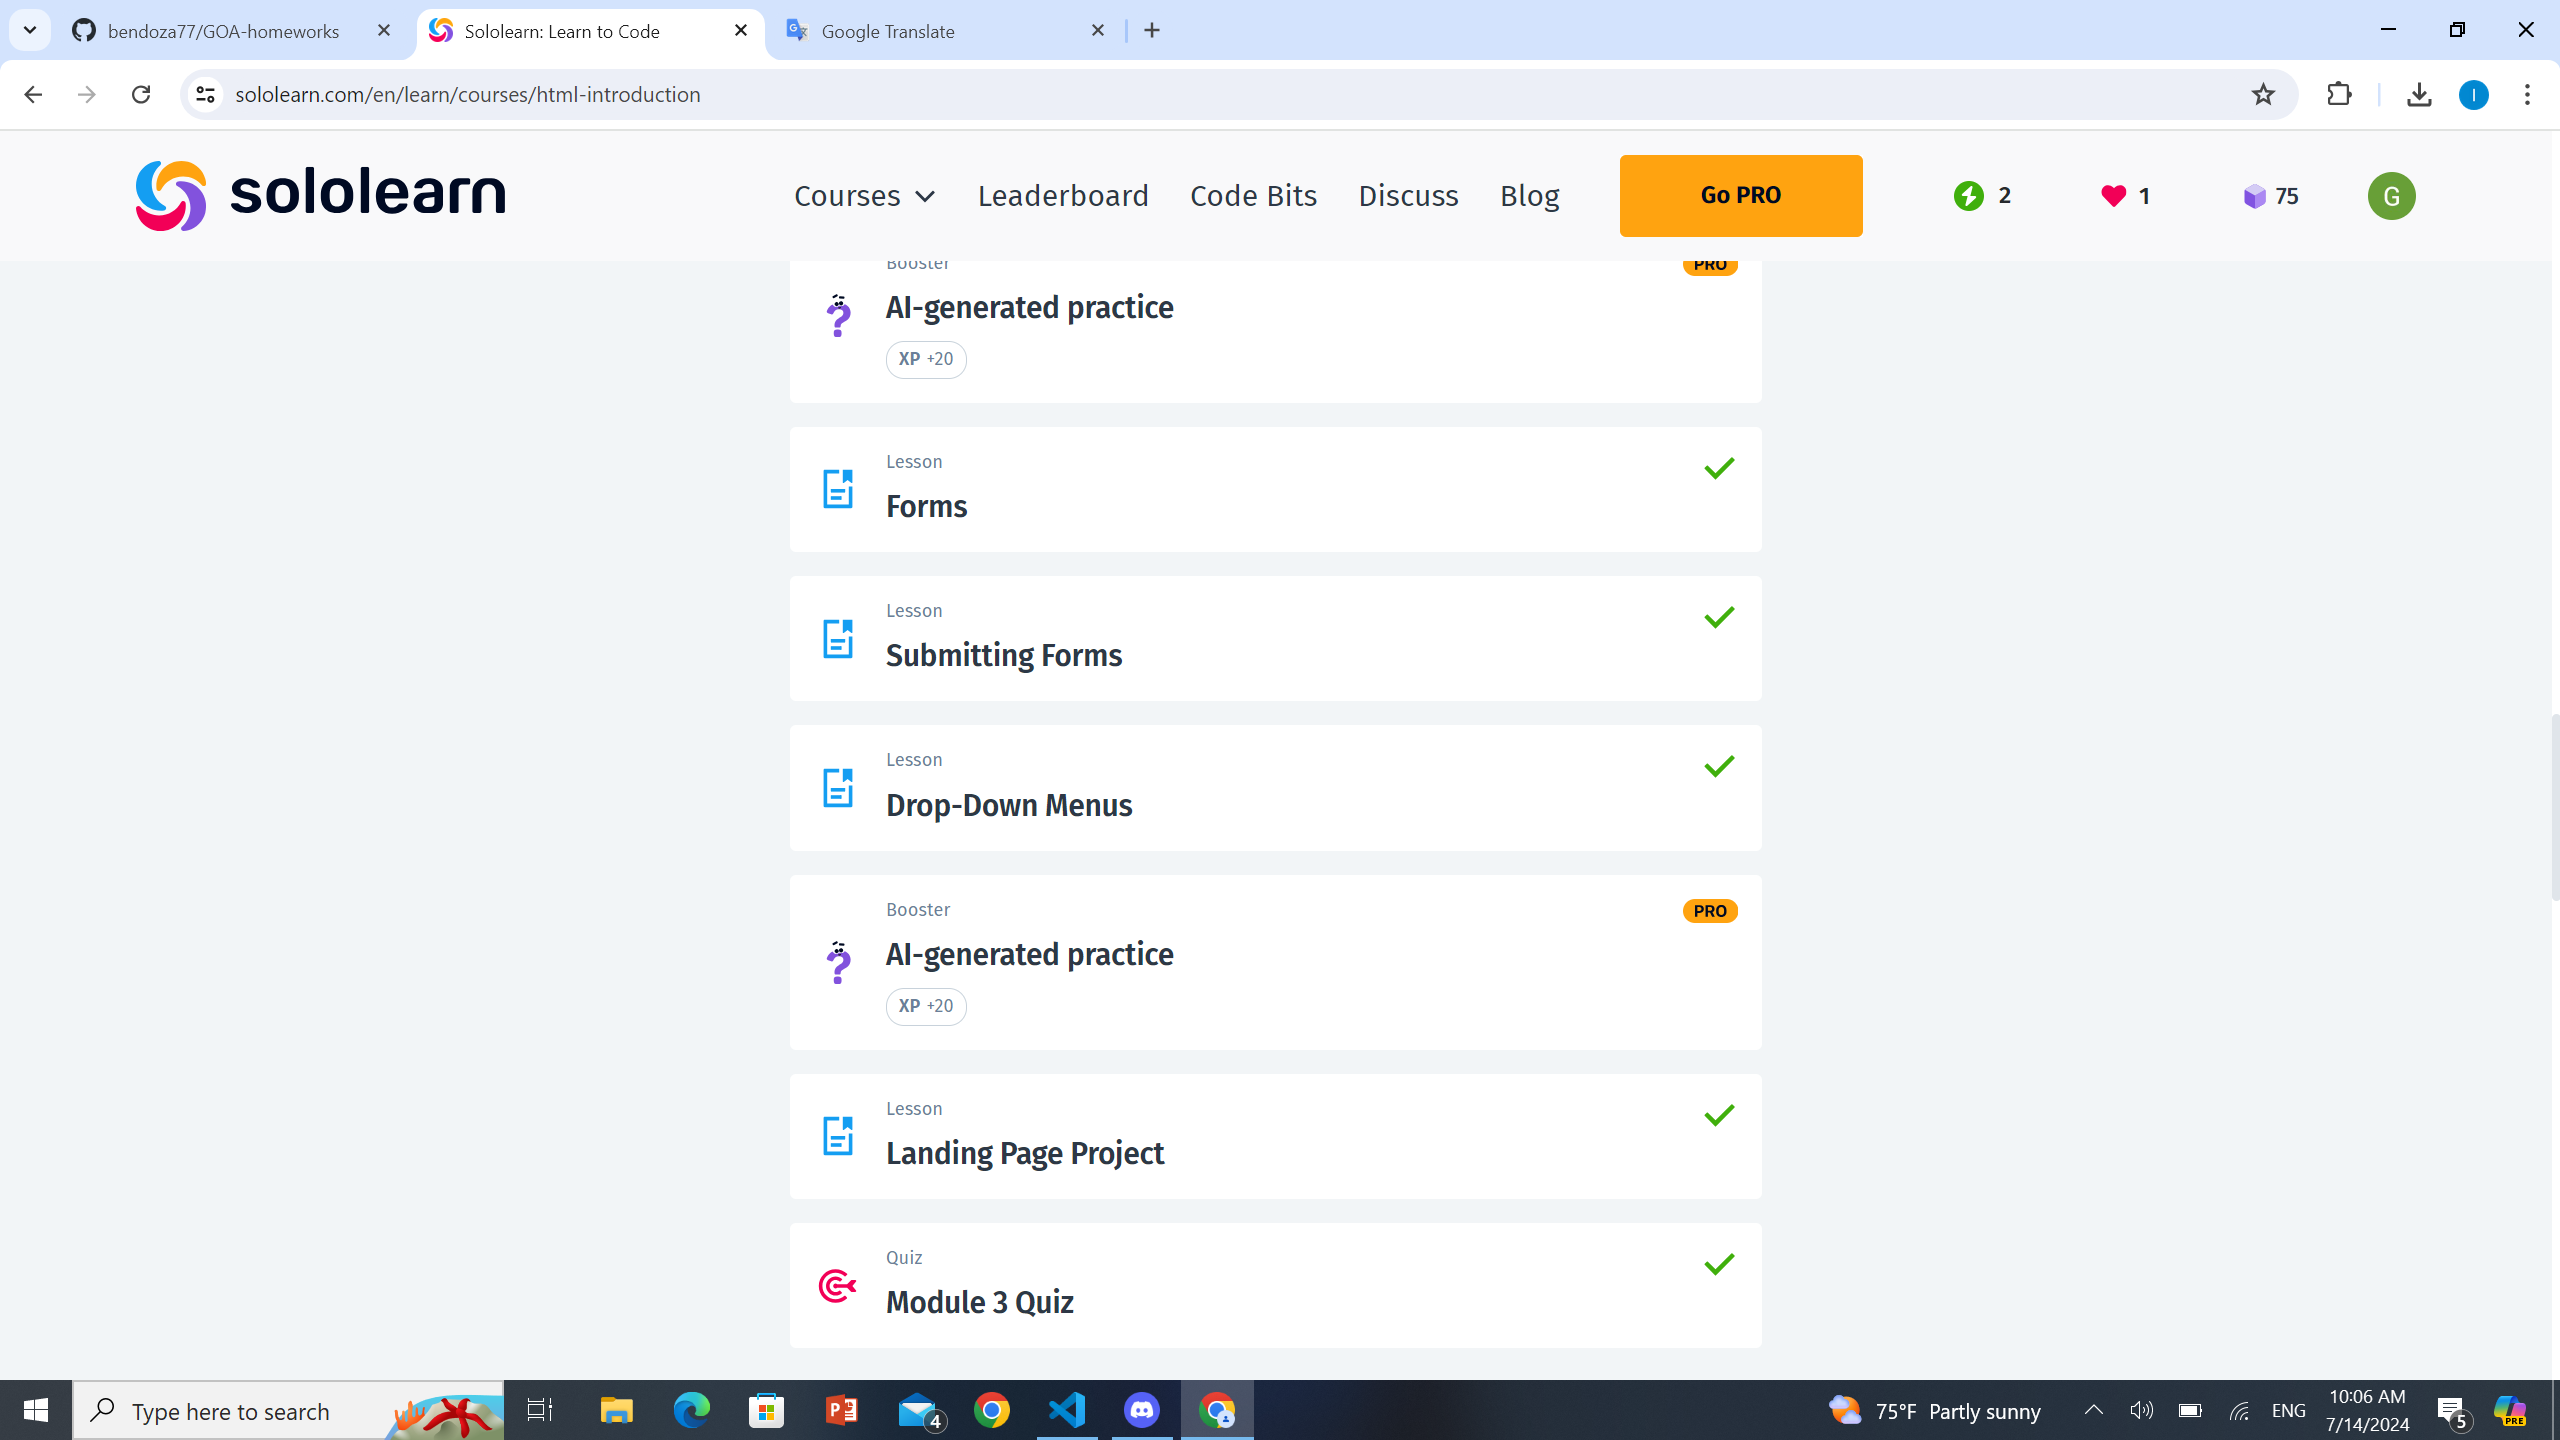 bendoza77/GOA-homeworks
Sololearn: Learn to Code
Google Translate
sololearn.com/en/learn/courses/html-introduction
sololearn
Courses
Leaderboard
Code Bits
Discuss
Blog
Go PRO
2
1
75
G
Booster
PRO
AI-generated practice
XP +20
Lesson
Forms
Lesson
Submitting Forms
Lesson
Drop-Down Menus
Booster
PRO
AI-generated practice
XP +20
Lesson
Landing Page Project
Quiz
Module 3 Quiz
Type here to search
4
75°F Partly sunny
ENG
10:06 AM
7/14/2024
5
PRE